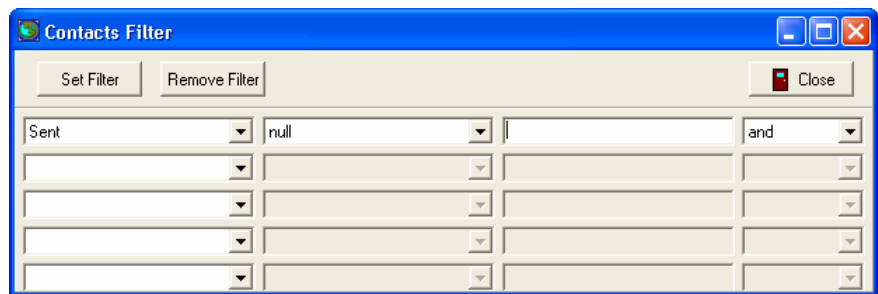 Contacts Filter
Set Filter Remove Filter Close
Sent null and